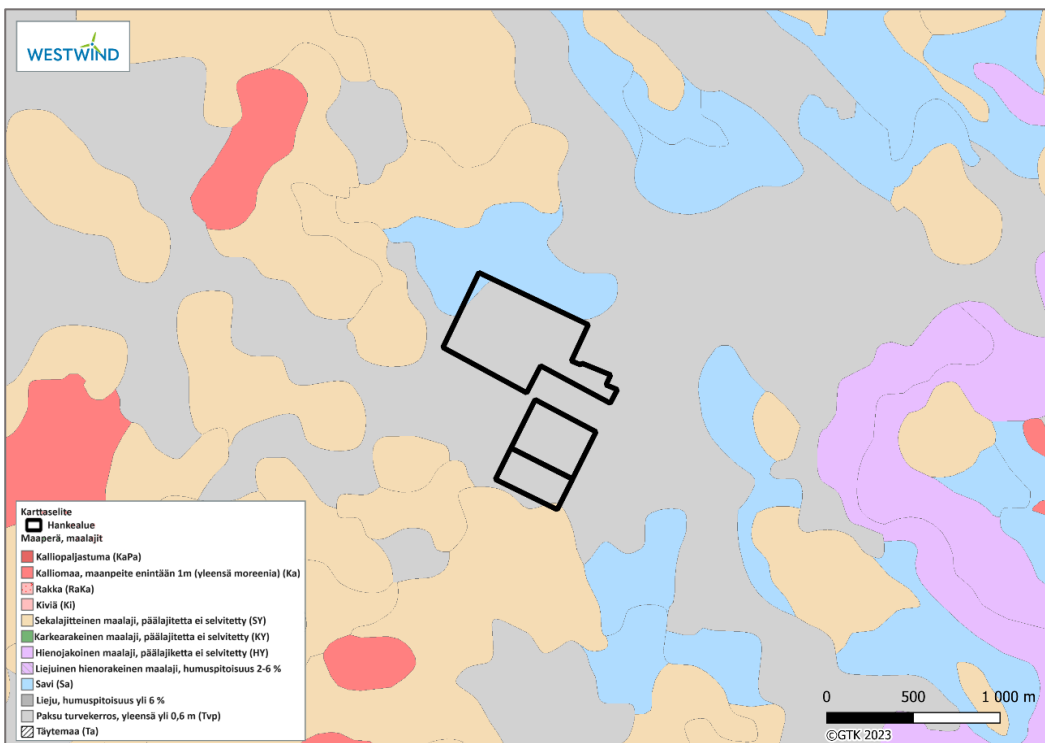 WESTWIND
Karttaselite
Hankealue
Maaperä, maalajit
Kalliopaljastuma (KaPa)
Kalliomaa, maanpeite enintään 1m (yleensä moreenia) (Ka)
Rakka (RaKa)
Kiviä (Ki)
Sekalajitteinen maalaji, päälajitetta ei selvitetty (SY)
Karkearakeinen maalaji, päälajitetta ei selvitetty (KY)
Hienojakoinen maalaji, päälajiketta ei selvitetty (HY)
Liejuinen hienorakeinen maalaji, humuspitoisuus 2-6 %
Savi (Sa)
Lieju, humuspitoisuus yli 6 %
Paksu turvekerros, yleensä yli 0,6 m (Tvp)
Täytemaa (Ta)
0 500 1 000 m
©GTK 2023